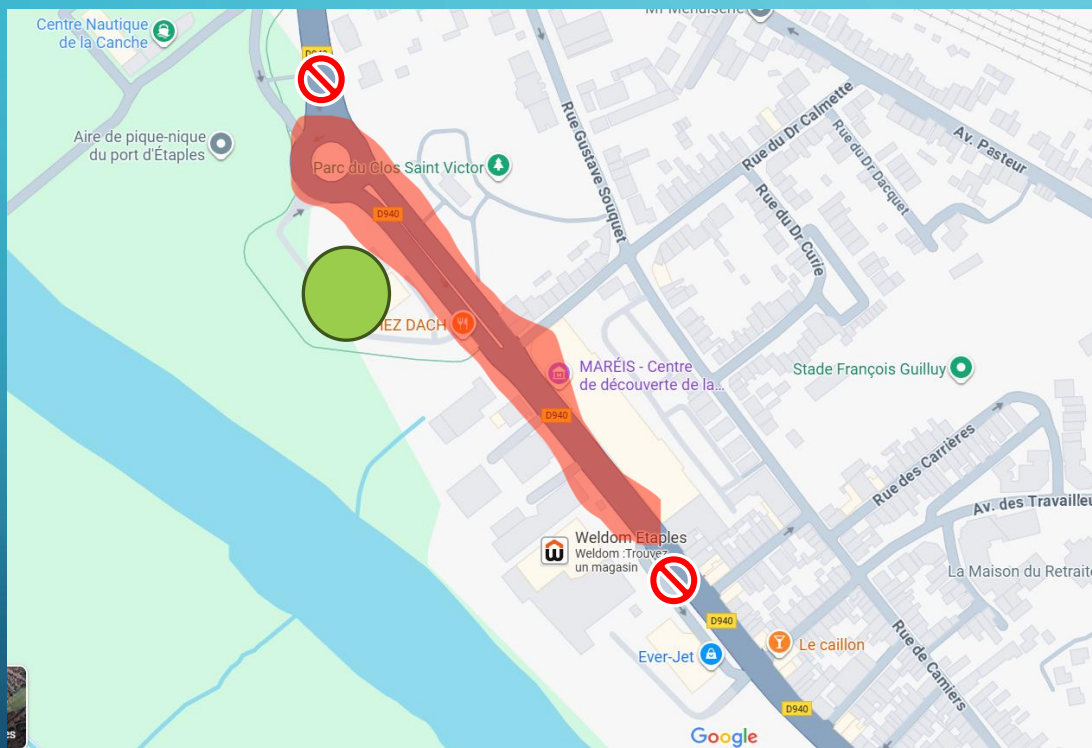 Centre Nautique
de la Canche
D940
Aire de pique-nique
du port d'Étaples
Parc du Clos Saint Victor
D940
Rue Gustave Souquet
Rue du Dr Calmette
Rue du Dr Dacquet
Av. Pasteur
Rue du Dr Curie
HEZ DACH
MARÉIS - Centre
de découverte de la...
D940
Stade François Guilluy
Rue des Carrières
Av. des Travailleu
Weldom Etaples
Weldom :Trouvez
un magasin
La Maison du Retraité
D940
Le caillon
Ever-Jet
Rue de Camiers
D940
es
Google